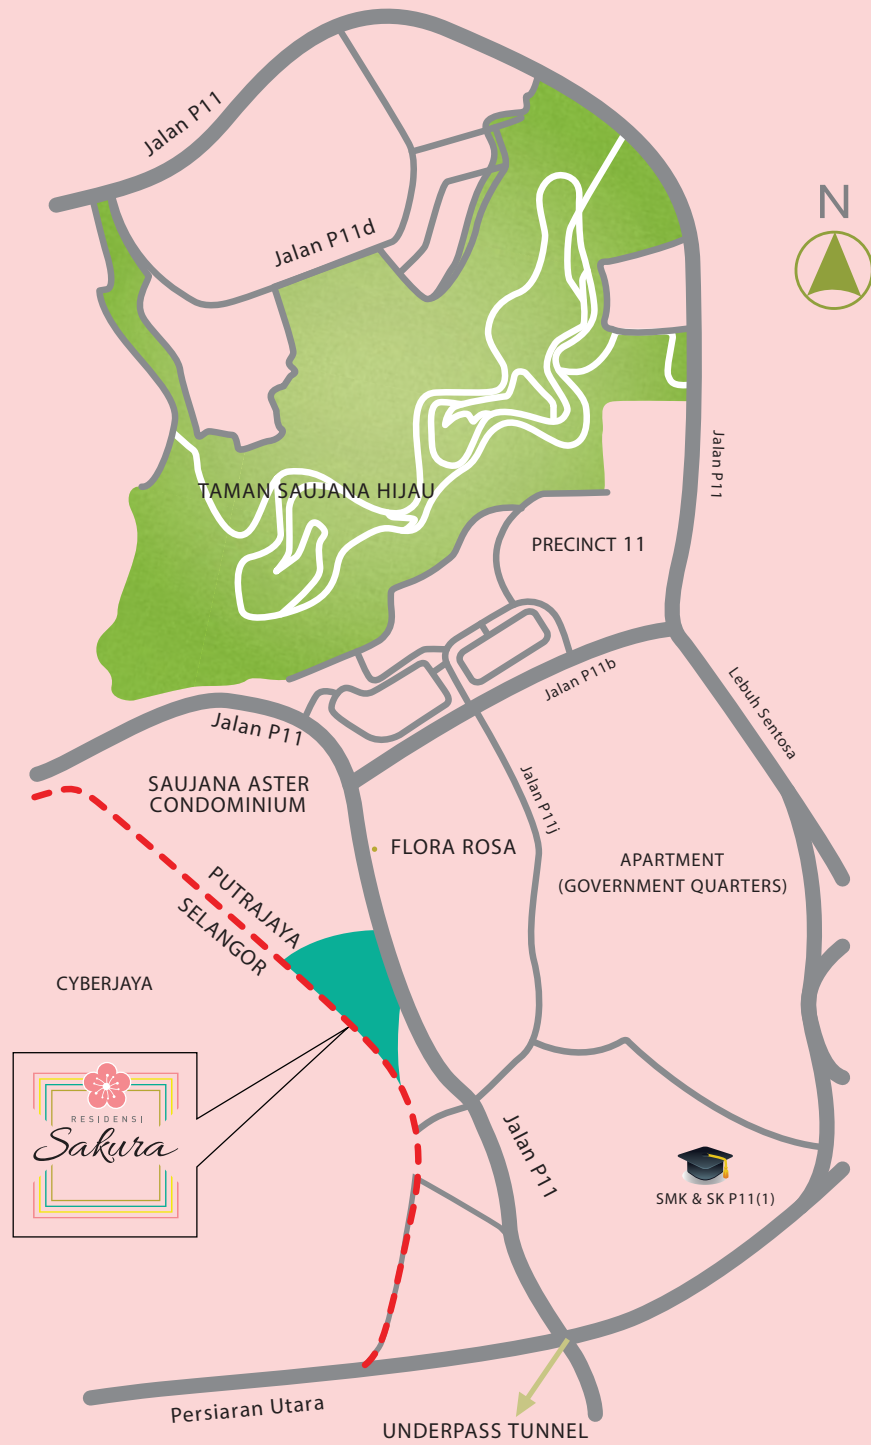 Jalan P11
N
Jalan P11d
Jalan P11
TAMAN SAUJANA HIJAU
PRECINCT 11
Jalan P11b
Lebuh Sentosa
Jalan P11
SAUJANA ASTER
CONDOMINIUM
Jalan P11j
FLORA ROSA
APARTMENT
(GOVERNMENT QUARTERS)
PUTRAJAYA
SELANGOR
CYBERJAYA
RESIDENSI
Sakura
Jalan P11
SMK & SK P11(1)
Persiaran Utara
UNDERPASS TUNNEL